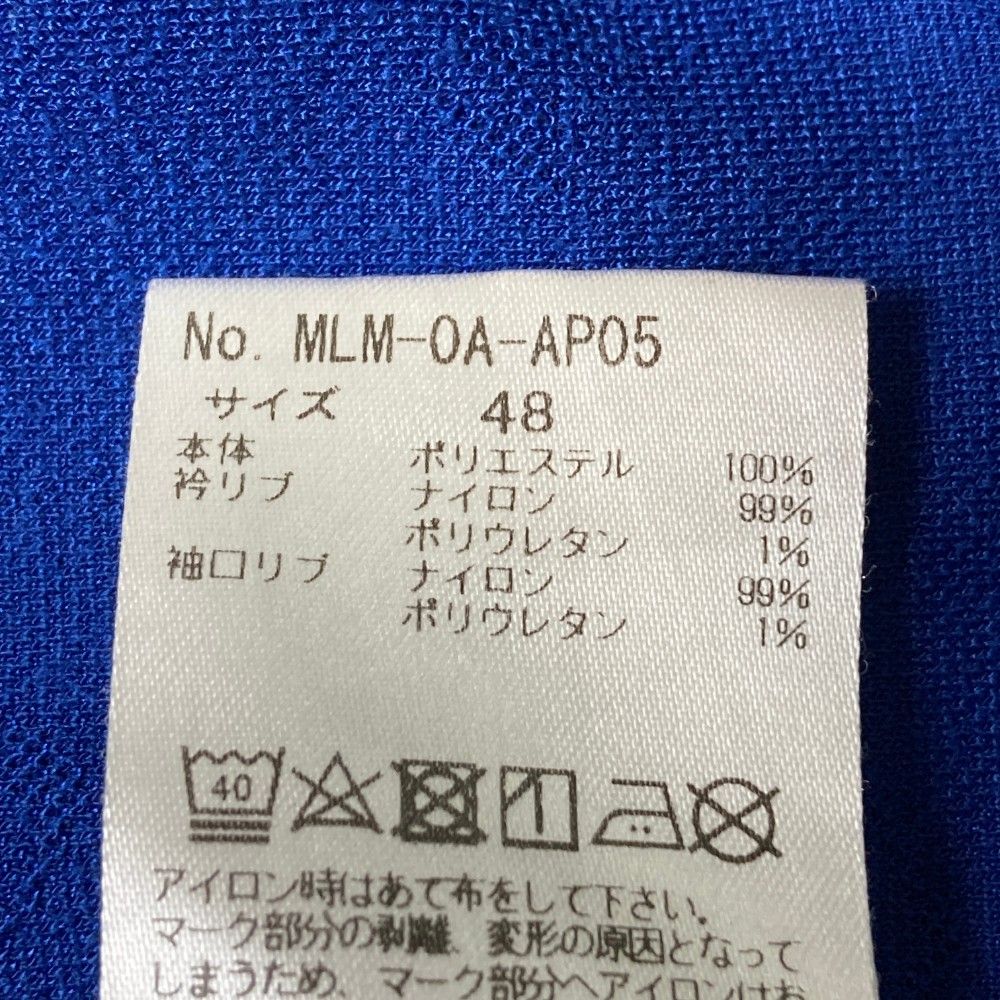 No. MLM-OA-AP05
サイズ 48
本体 ポリエステル 100%
衿リブ ナイロン 99%
ポリウレタン 1%
袖口リブ ナイロン 99%
ポリウレタン 1%
40
アイロン時はあて布をして下さい。
マーク部分の剥離、変形の原因となって
しまうため、マーク部分へアイロンはお